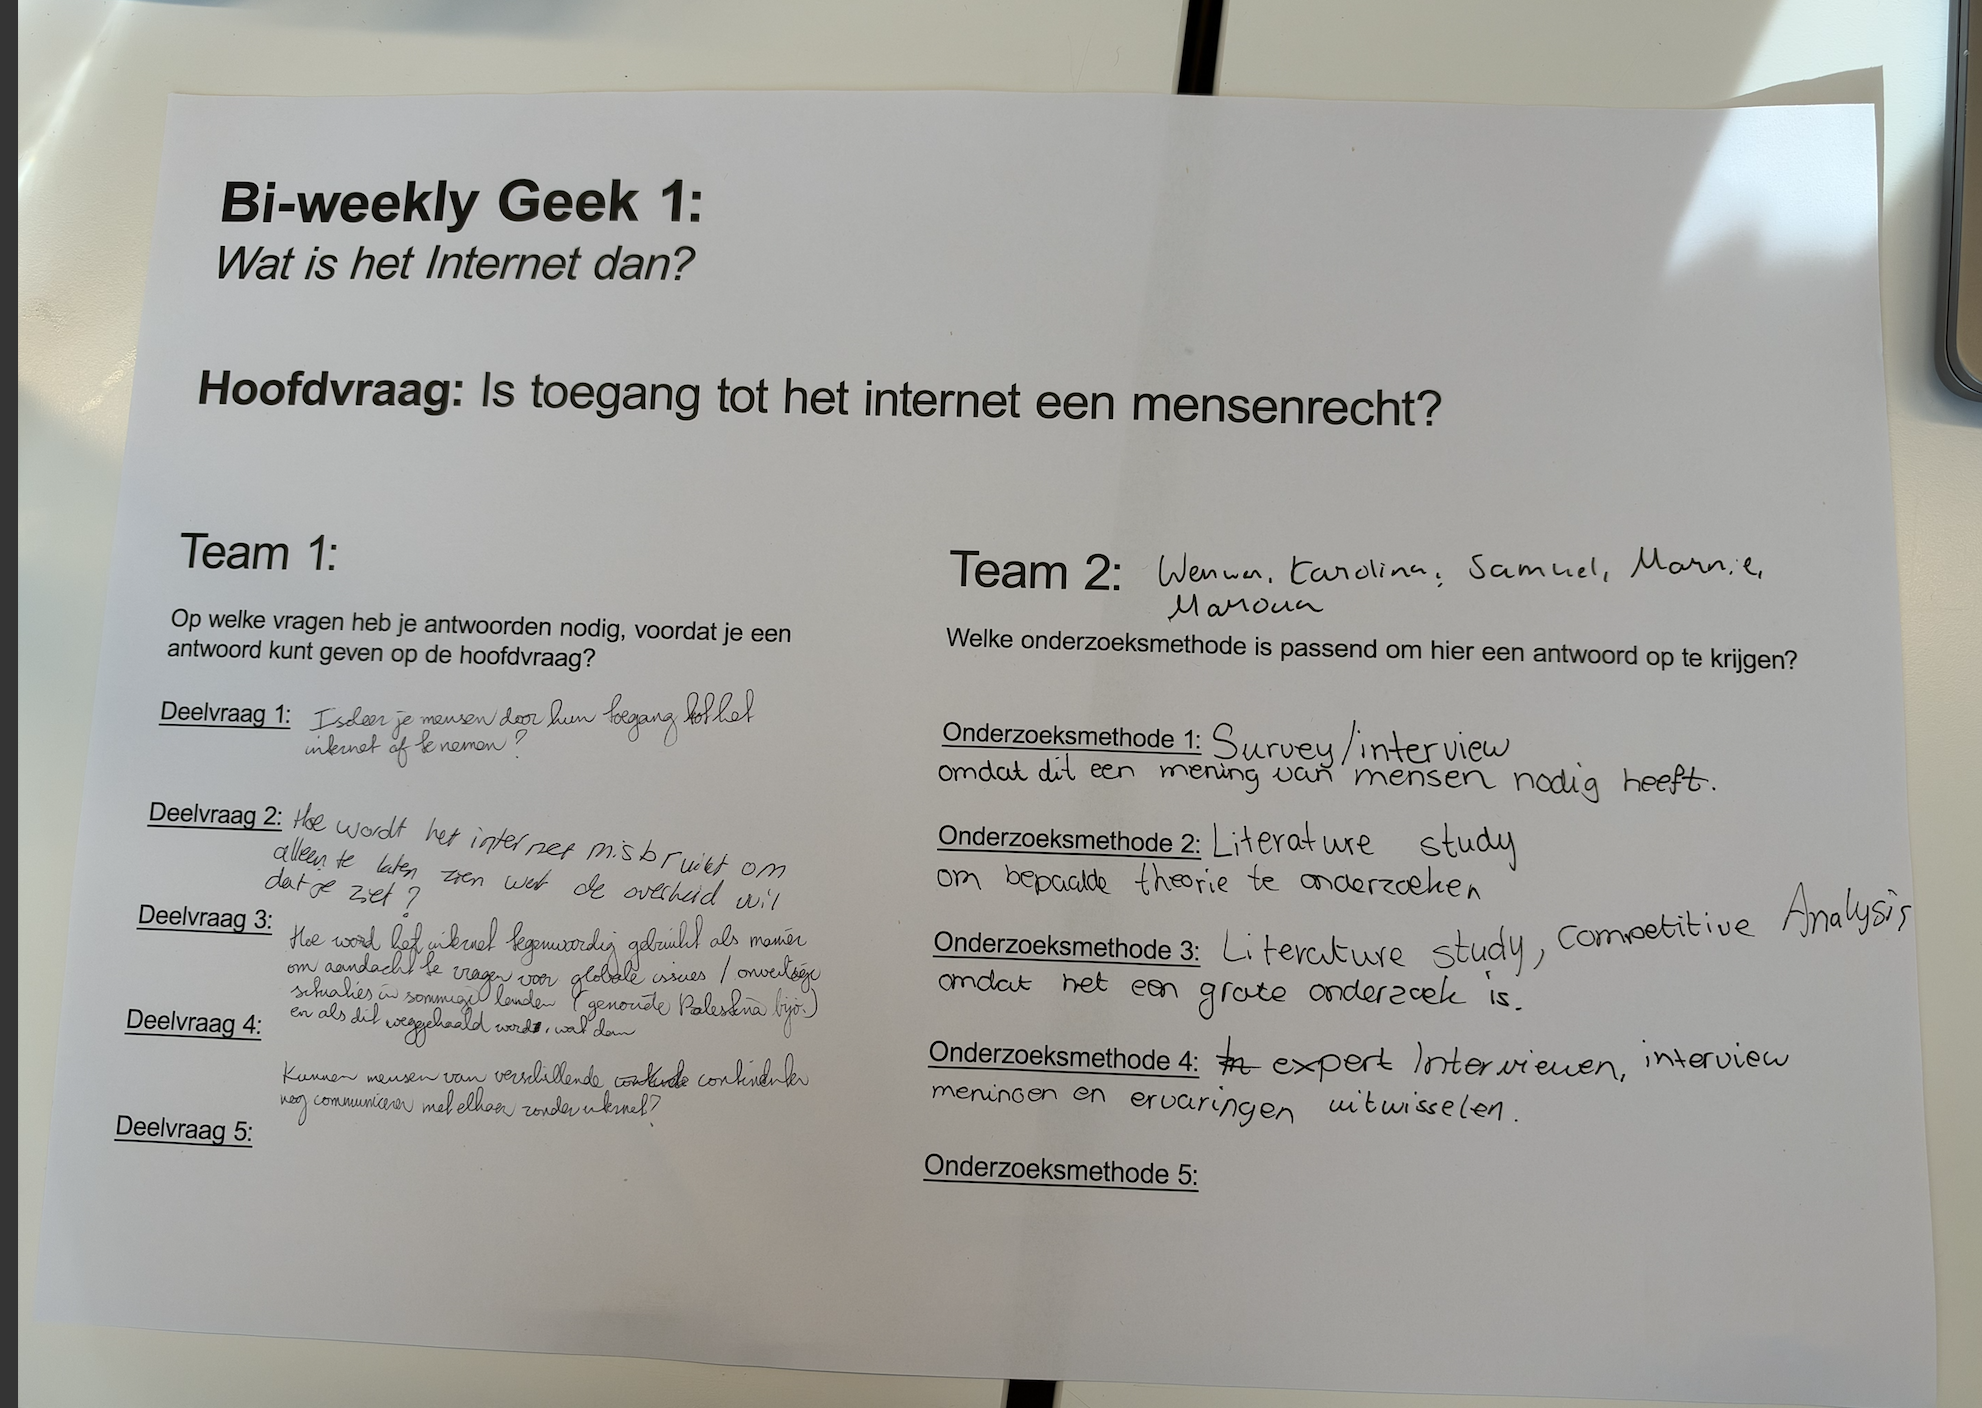 Bi-weekly Geek 1:
Wat is het Internet dan?
Hoofdvraag: Is toegang tot het internet een mensenrecht?
Team 1:
Op welke vragen heb je antwoorden nodig, voordat je een
antwoord kunt geven op de hoofdvraag?
Deelvraag 1: Isoleer je mensen door hun toegang tot het
internet af te nemen?
Deelvraag 2: Hoe wordt het internet misbruikt om
alleen te laten zien wat de overheid wil
dat je ziet?
Deelvraag 3: Hoe word het internet tegenwoordig gebruikt als manier
om aandacht te vragen voor globale issues / onveilige
situaties in sommige landen (genocide Palestina bijv.)
en als dit weggehaald word, wat dan
Deelvraag 4:
Kunnen mensen van verschillende continenten
nog communiceren met elkaar zonder internet?
Deelvraag 5:
Team 2: Wenwen, Karolina, Samuel, Marnie,
Maroua
Welke onderzoeksmethode is passend om hier een antwoord op te krijgen?
Onderzoeksmethode 1: Survey/interview
omdat dit een mening van mensen nodig heeft.
Onderzoeksmethode 2: Literature study
om bepaalde theorie te onderzoeken
Onderzoeksmethode 3: Literature study, competitive Analysis
omdat het een grote onderzoek is.
Onderzoeksmethode 4: expert Interviewen, interview
meningen en ervaringen uitwisselen.
Onderzoeksmethode 5: